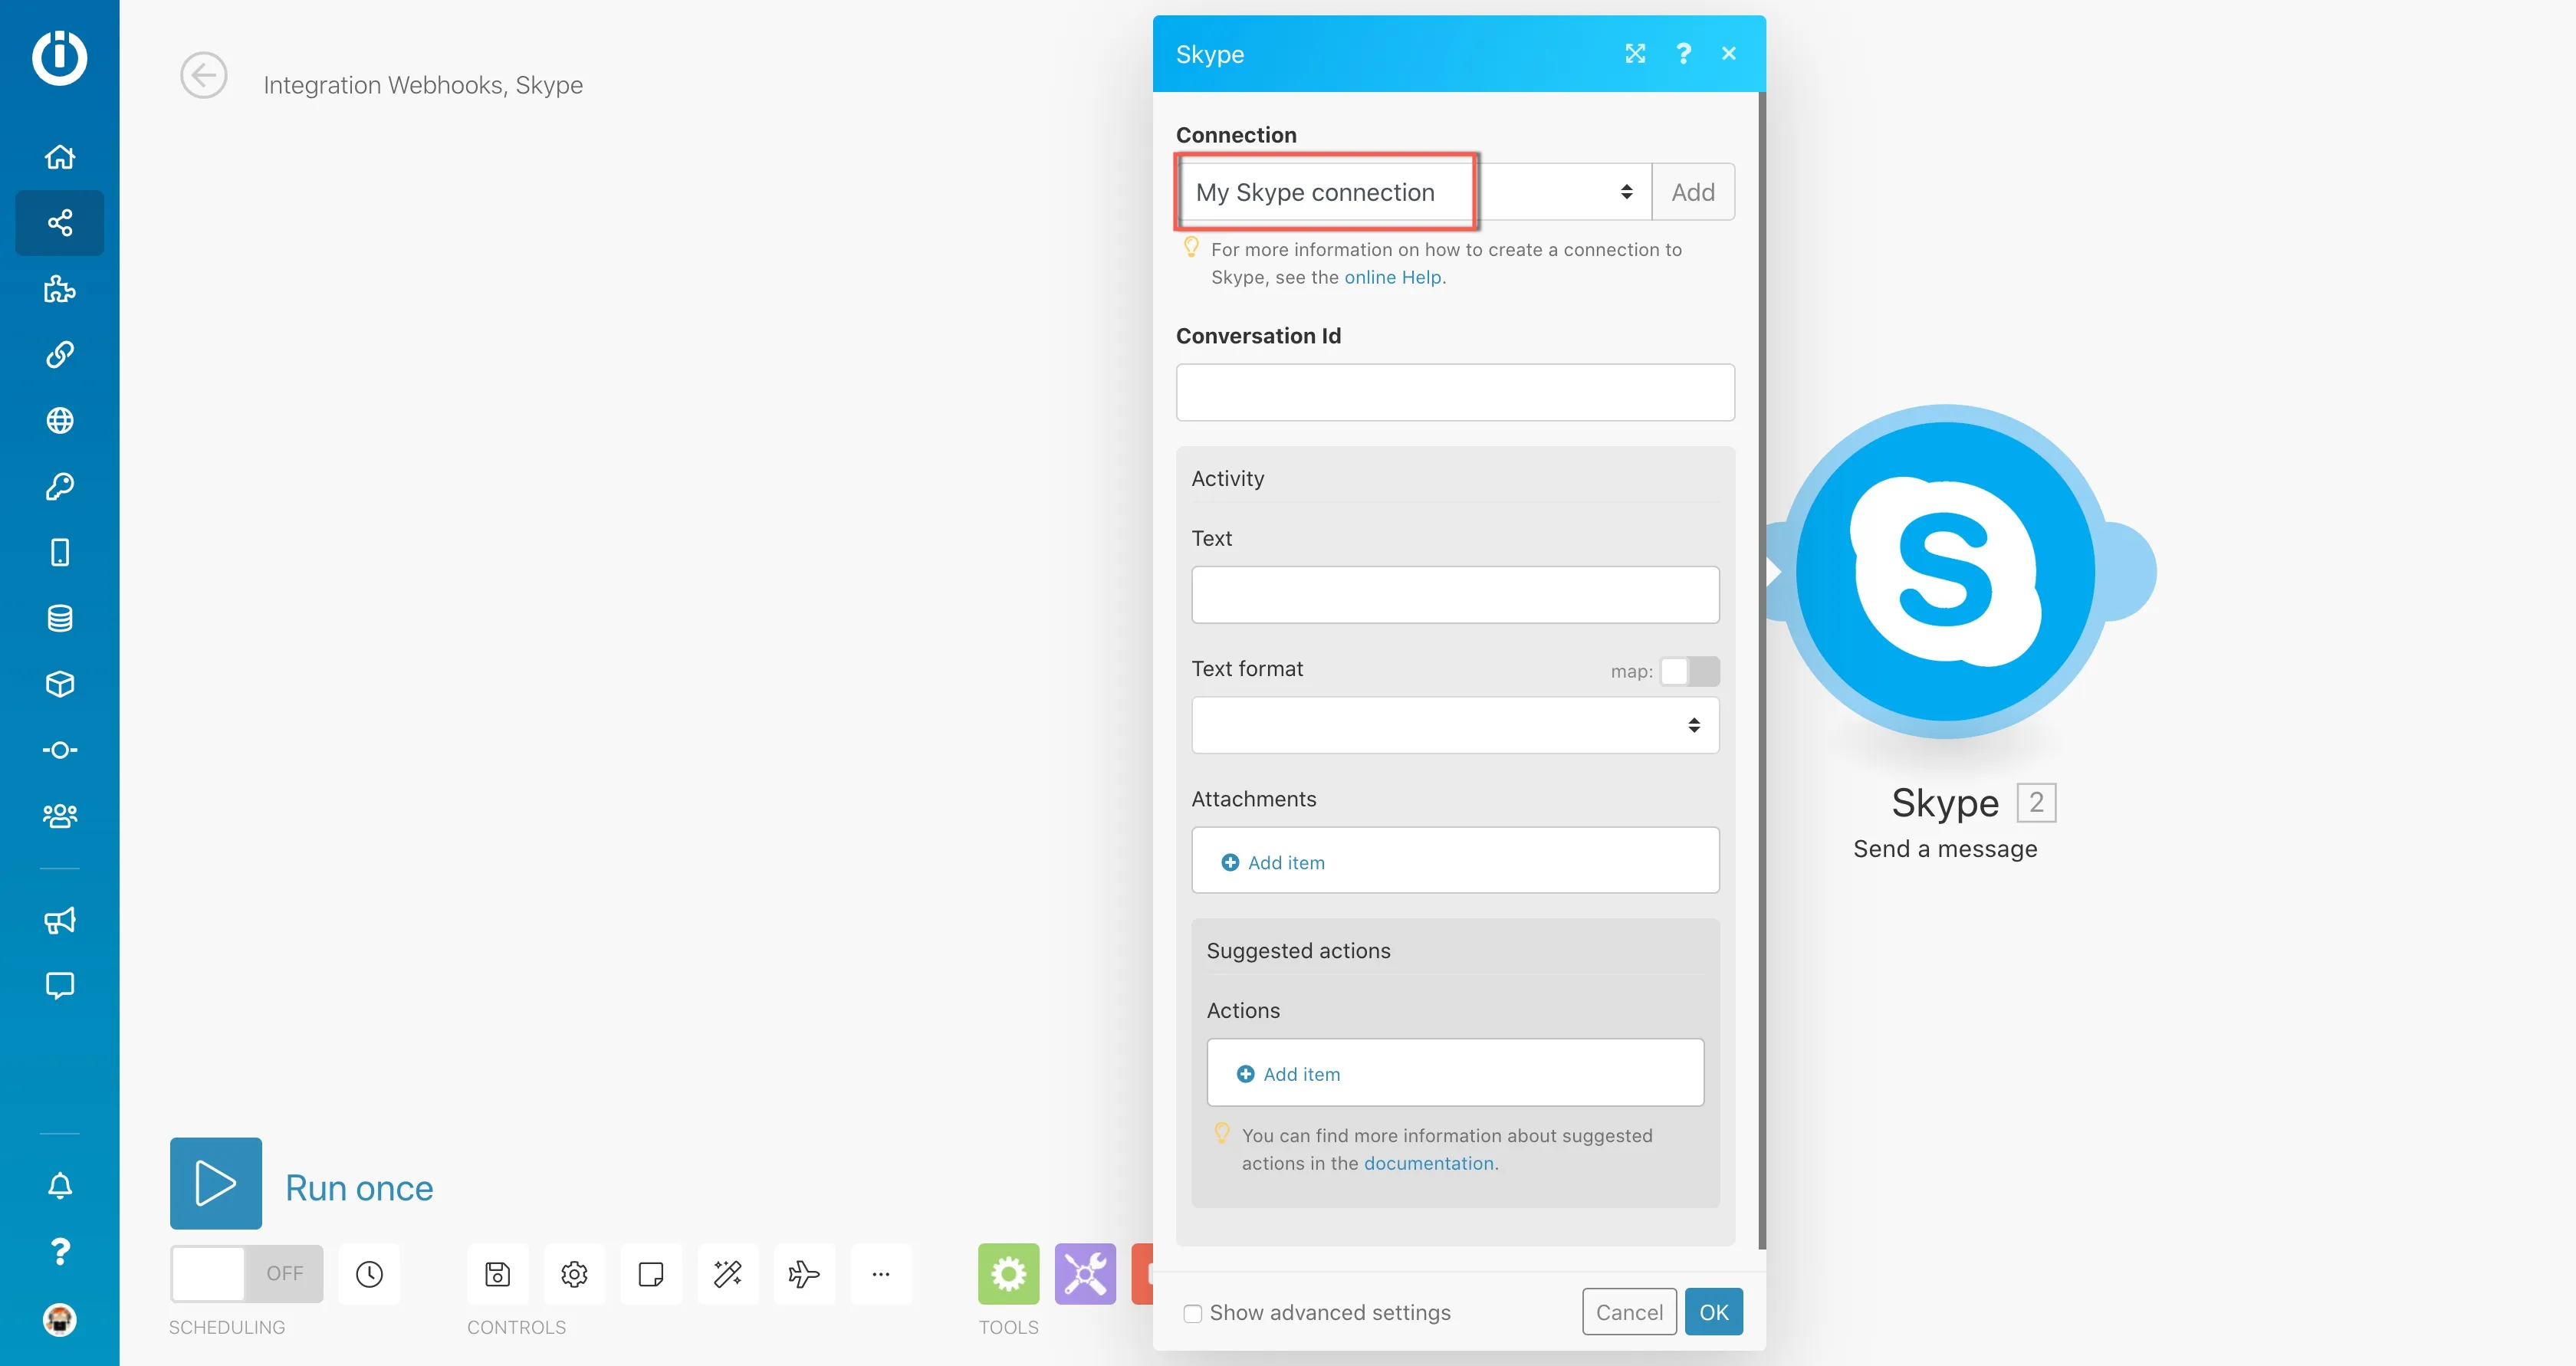 Integration Webhooks, Skype
Skype
?
Connection
My Skype connection
Add
For more information on how to create a connection to
Skype, see the online Help.
Conversation Id
Activity
Text
Text format
map:
Attachments
Add item
Suggested actions
Actions
Add item
You can find more information about suggested
actions in the documentation.
Show advanced settings
Cancel
OK
S
Skype 2
Send a message
Run once
OFF
SCHEDULING
CONTROLS
TOOLS
?